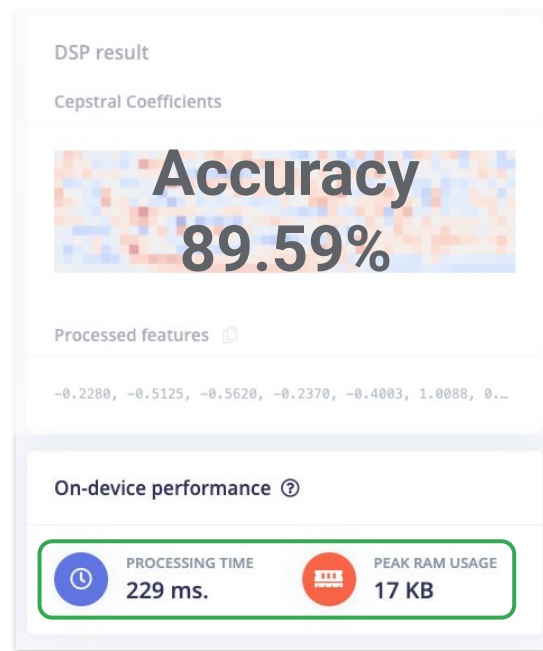 DSP result
Cepstral Coefficients
Accuracy
89.59%
Processed features
-0.2280, -0.5125, -0.5620, -0.2370, -0.4003, 1.0088, 0.…
On-device performance ?
PROCESSING TIME
229 ms.
PEAK RAM USAGE
17 KB